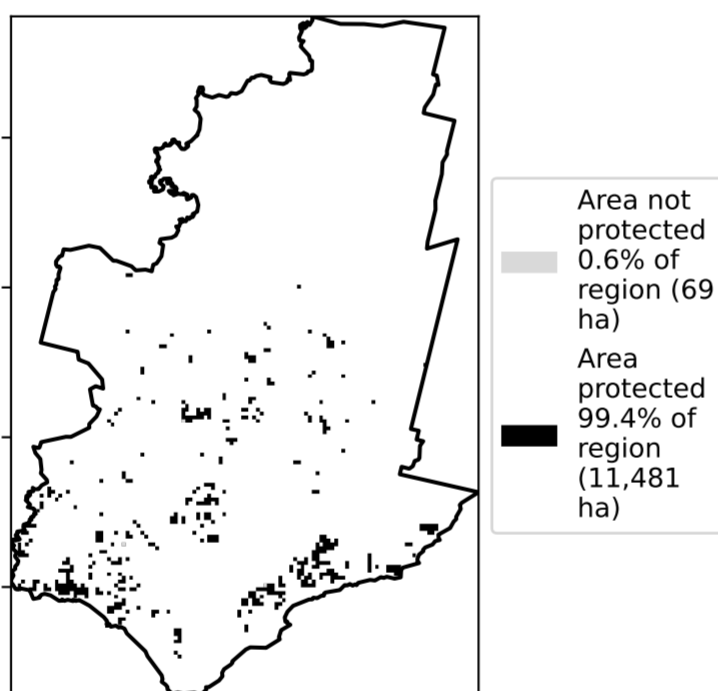 Area not
protected
0.6% of
region (69
ha)
Area
protected
99.4% of
region
(11,481
ha)